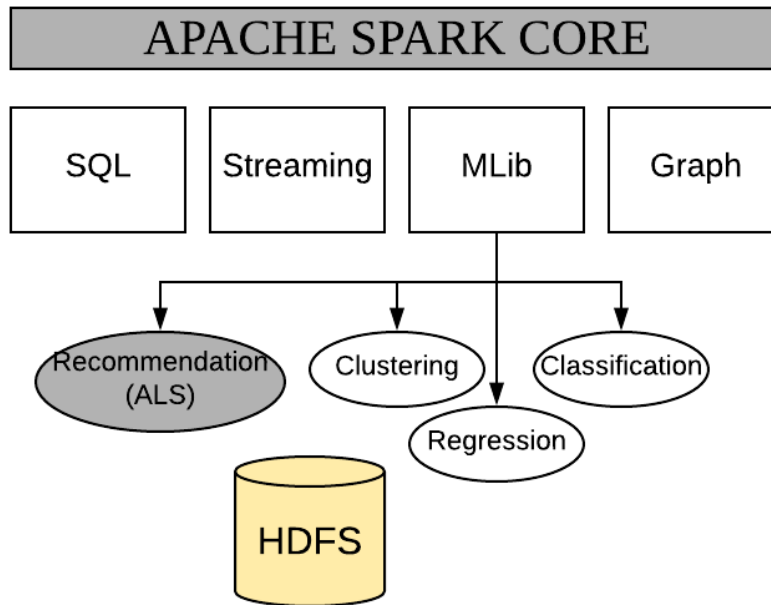 APACHE SPARK CORE
SQL
Streaming
MLib
Graph
Recommendation
(ALS)
Clustering
Classification
Regression
HDFS